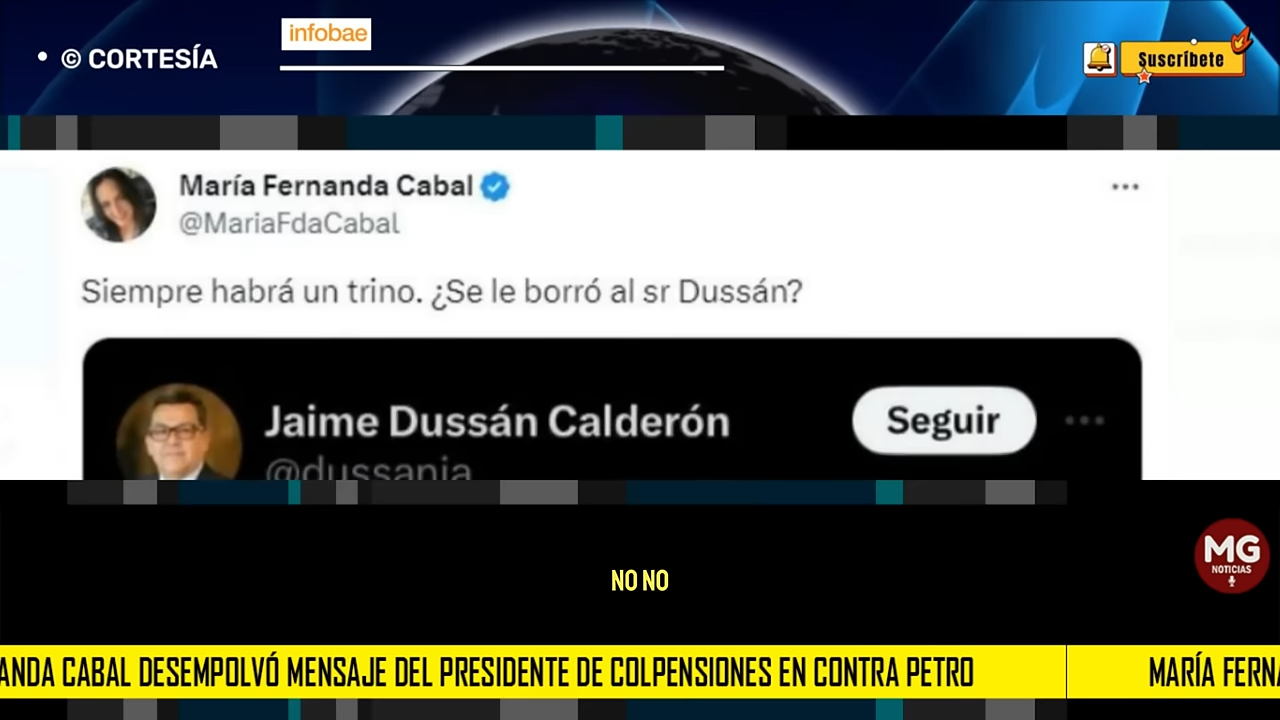 infobae
• © CORTESÍA
Suscríbete
María Fernanda Cabal
@MariaFdaCabal
Siempre habrá un trino. ¿Se le borró al sr Dussán?
Jaime Dussán Calderón
Seguir
@dussanja
NO NO
MG
NOTICIAS
ANDA CABAL DESEMPOLVÓ MENSAJE DEL PRESIDENTE DE COLPENSIONES EN CONTRA PETRO
MARÍA FERNA